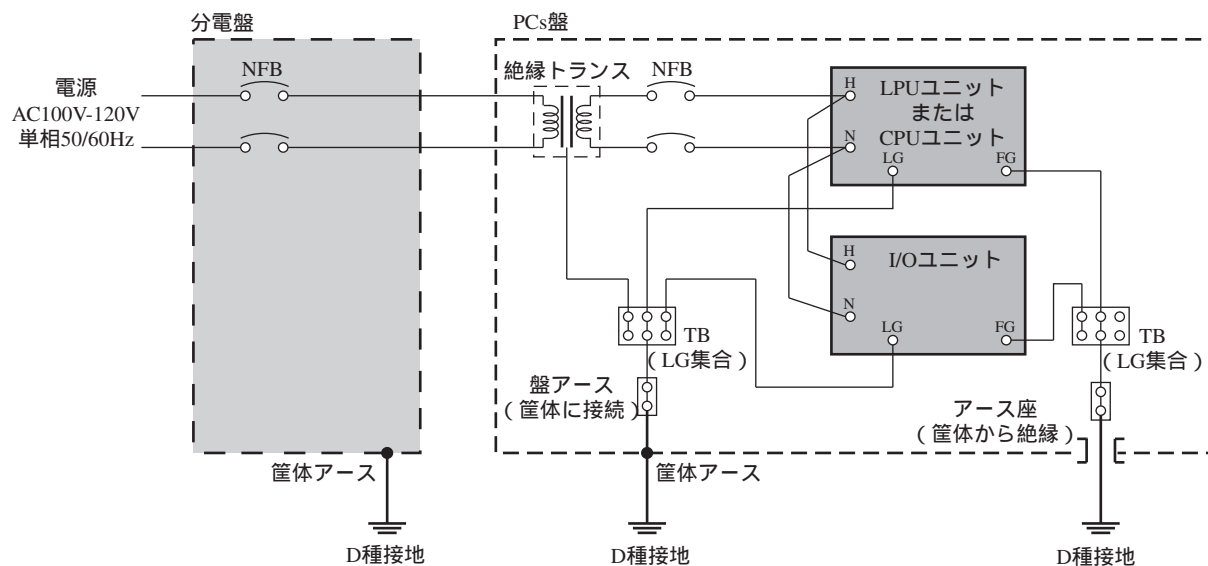 分電盤
PCs盤
NFB
絶縁トランス
NFB
電源
AC100V-120V
単相50/60Hz
H
LPUユニット
または
CPUユニット
N
LG
FG
H
I/Oユニット
N
LG
FG
TB
（LG集合）
TB
（LG集合）
盤アース
（筐体に接続）
アース座
（筐体から絶縁）
筐体アース
筐体アース
D種接地
D種接地
D種接地